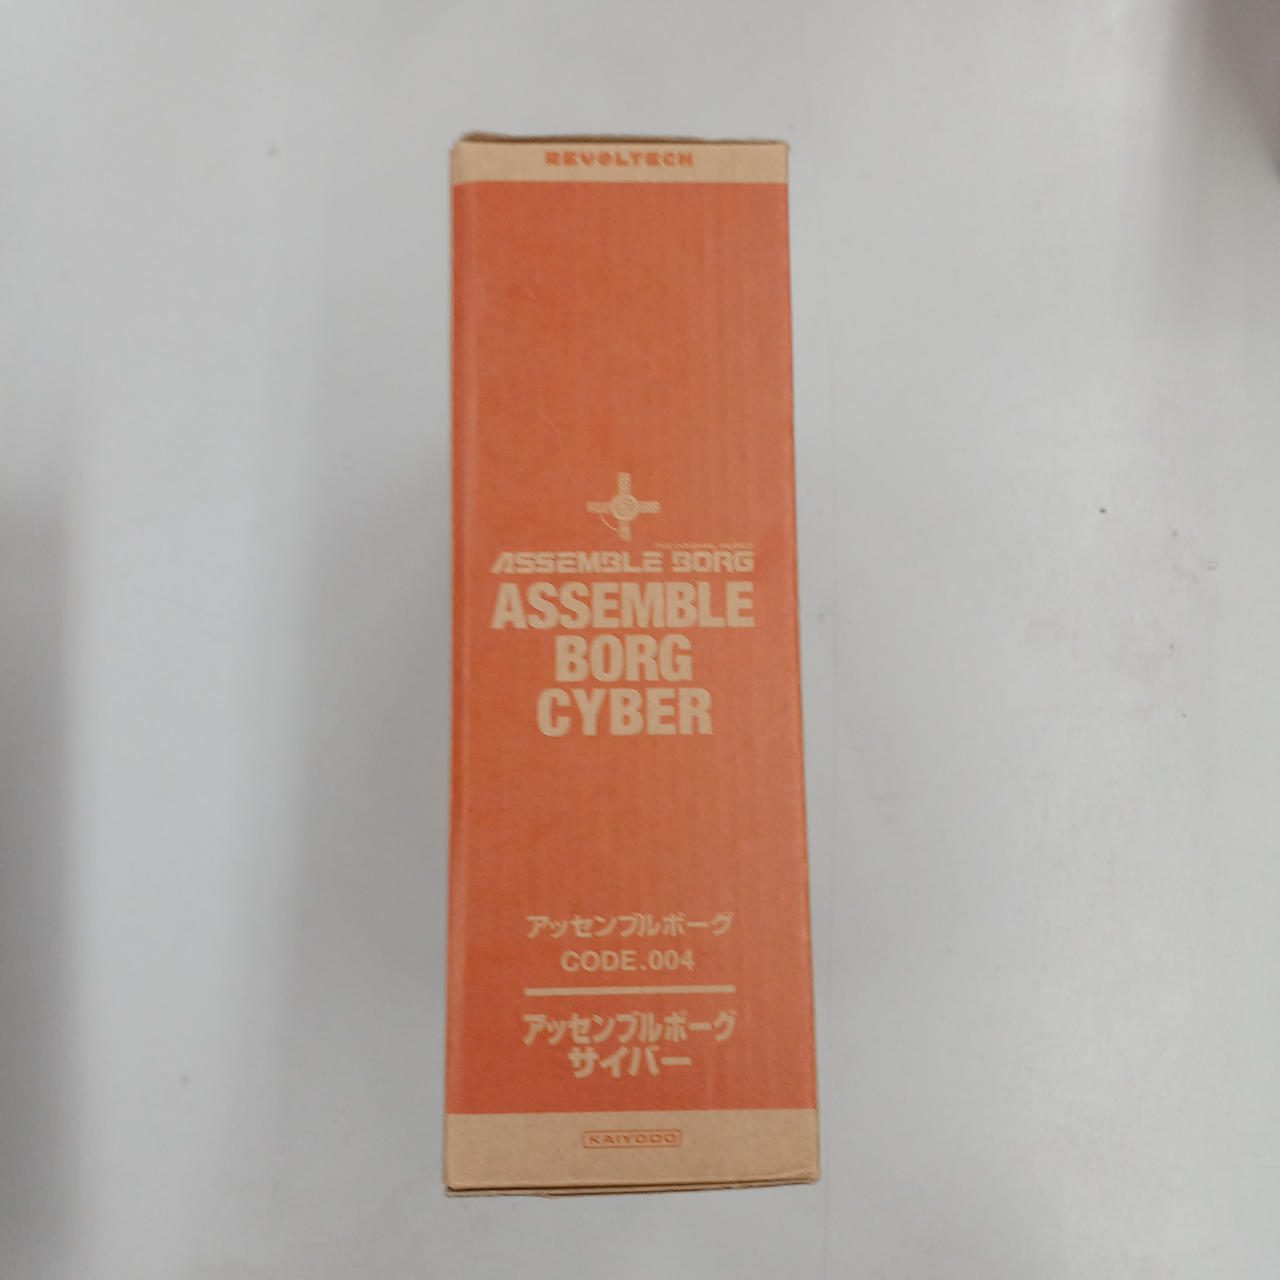 REVOLTECH
ASSEMBLE BORG
ASSEMBLE
BORG
CYBER
アッセンブルボーグ
CODE.004
アッセンブルボーグ
サイバー
KAIYODO